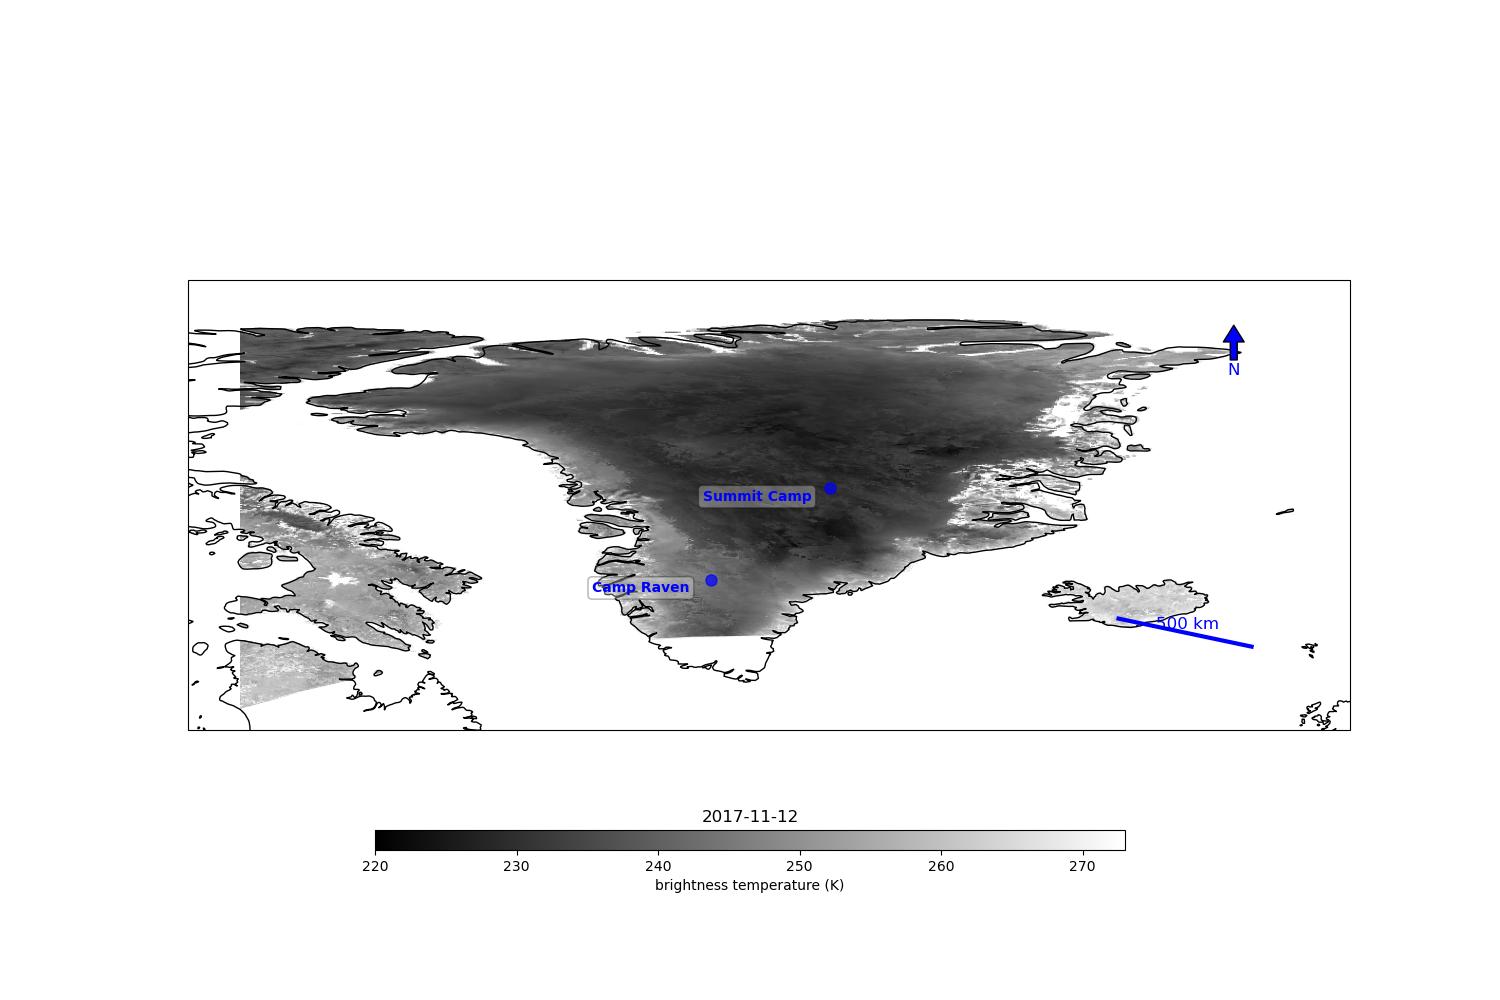 N
Summit Camp
Camp Raven
500 km
2017-11-12
220 230 240 250 260 270
brightness temperature (K)